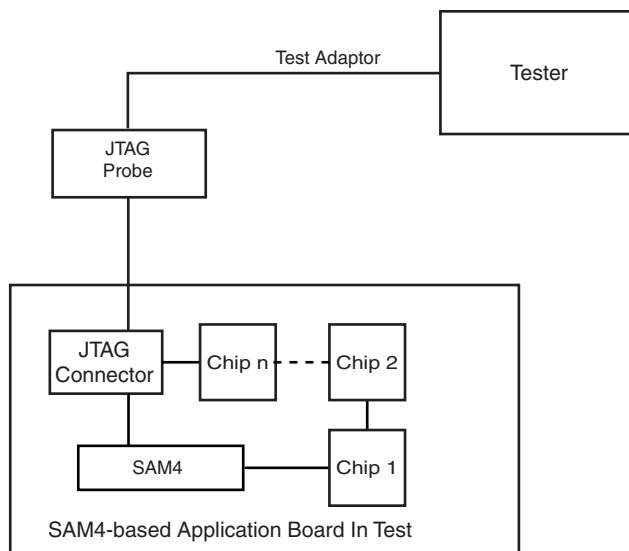 Test Adaptor
Tester
JTAG
Probe
JTAG
Connector
Chip n
Chip 2
SAM4
Chip 1
SAM4-based Application Board In Test